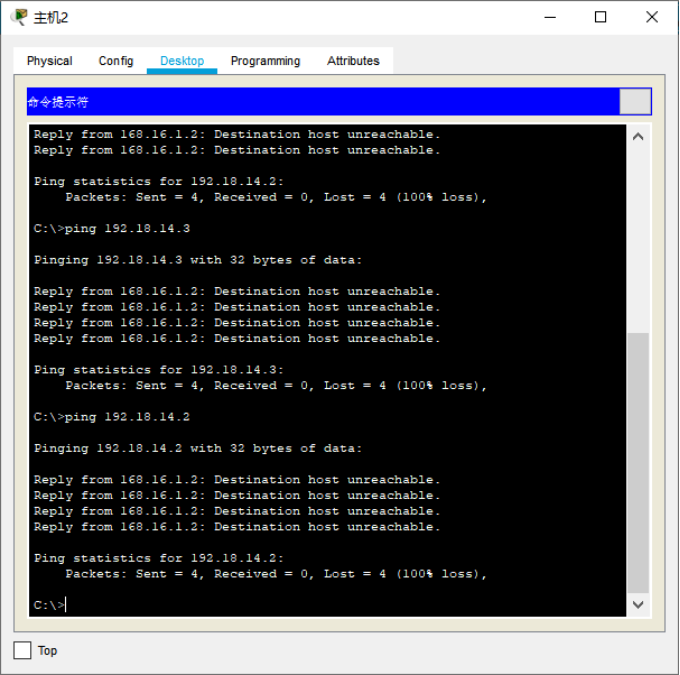 主机2
Physical Config Desktop Programming Attributes
命令提示符
Reply from 168.16.1.2: Destination host unreachable.
Reply from 168.16.1.2: Destination host unreachable.
Ping statistics for 192.18.14.2:
Packets: Sent = 4, Received = 0, Lost = 4 (100% loss),
C:\>ping 192.18.14.3
Pinging 192.18.14.3 with 32 bytes of data:
Reply from 168.16.1.2: Destination host unreachable.
Reply from 168.16.1.2: Destination host unreachable.
Reply from 168.16.1.2: Destination host unreachable.
Reply from 168.16.1.2: Destination host unreachable.
Ping statistics for 192.18.14.3:
Packets: Sent = 4, Received = 0, Lost = 4 (100% loss),
C:\>ping 192.18.14.2
Pinging 192.18.14.2 with 32 bytes of data:
Reply from 168.16.1.2: Destination host unreachable.
Reply from 168.16.1.2: Destination host unreachable.
Reply from 168.16.1.2: Destination host unreachable.
Reply from 168.16.1.2: Destination host unreachable.
Ping statistics for 192.18.14.2:
Packets: Sent = 4, Received = 0, Lost = 4 (100% loss),
C:\>
Top